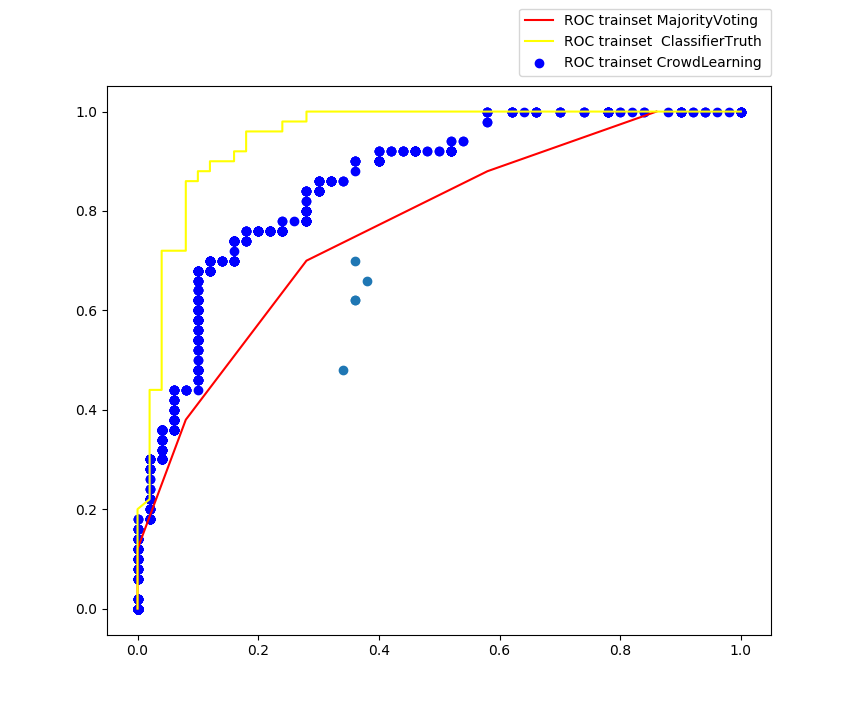 ROC trainset MajorityVoting
ROC trainset  ClassifierTruth
ROC trainset CrowdLearning
1.0
0.8
0.6
0.4
0.2
0.0
0.0 0.2 0.4 0.6 0.8 1.0